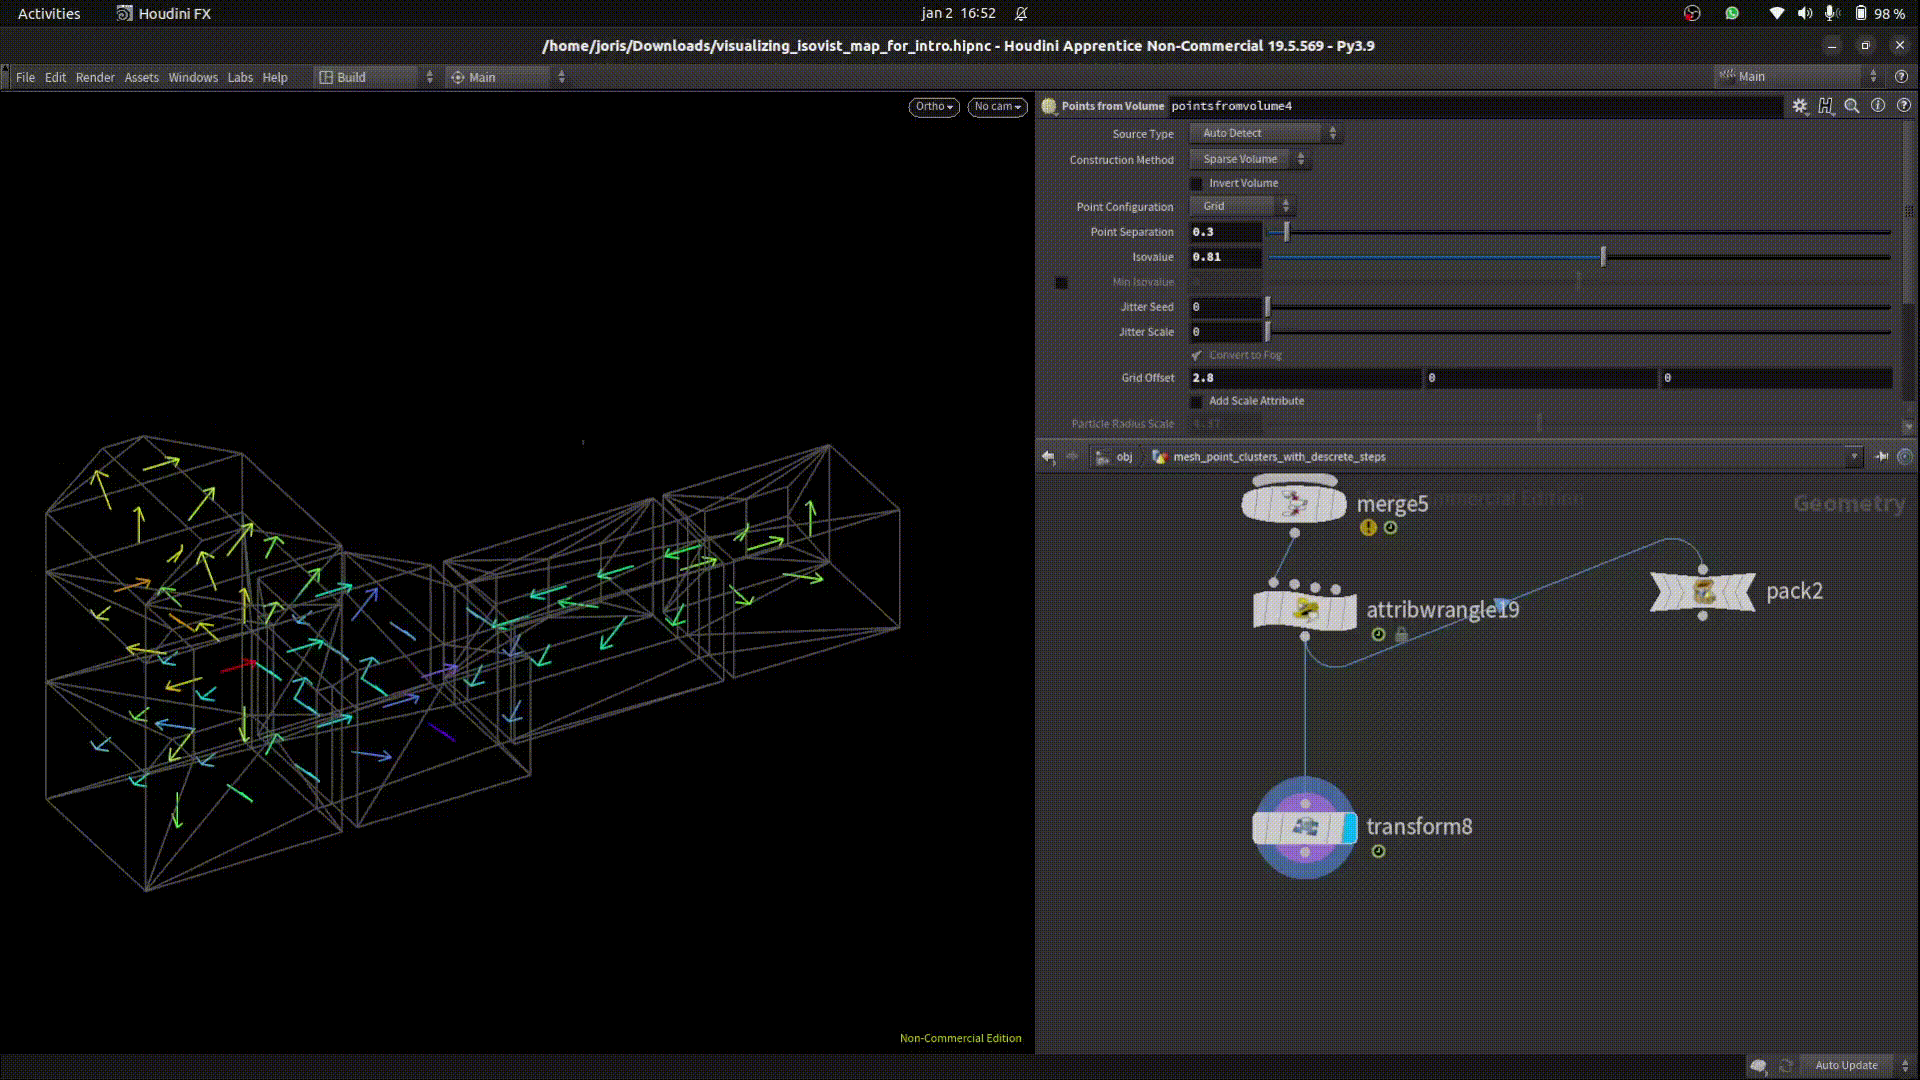 Activities Houdini FX jan 2 16:52 98 %
/home/joris/Downloads/visualizing_isovist_map_for_intro.hipnc - Houdini Apprentice Non-Commercial 19.5.569 - Py3.9
File Edit Render Assets Windows Labs Help Build Main Main
Ortho No cam
Points from Volume pointsfromvolume4
Source Type Auto Detect
Construction Method Sparse Volume
Invert Volume
Point Configuration Grid
Point Separation 0.3
Isovalue 0.81
Min Isovalue
Jitter Seed 0
Jitter Scale 0
Convert to Fog
Grid Offset 2.8 0 0
Add Scale Attribute
Particle Radius Scale
obj mesh_point_clusters_with_descrete_steps
merge5
Commercial Edition
Geometry
attribwrangle19
pack2
transform8
Non-Commercial Edition
Auto Update